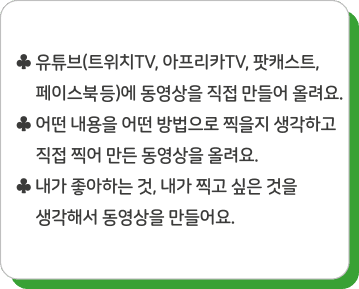 ♣ 유튜브(트위치TV, 아프리카TV, 팟캐스트,
페이스북등)에 동영상을 직접 만들어 올려요.
♣ 어떤 내용을 어떤 방법으로 찍을지 생각하고
직접 찍어 만든 동영상을 올려요.
♣ 내가 좋아하는 것, 내가 찍고 싶은 것을
생각해서 동영상을 만들어요.